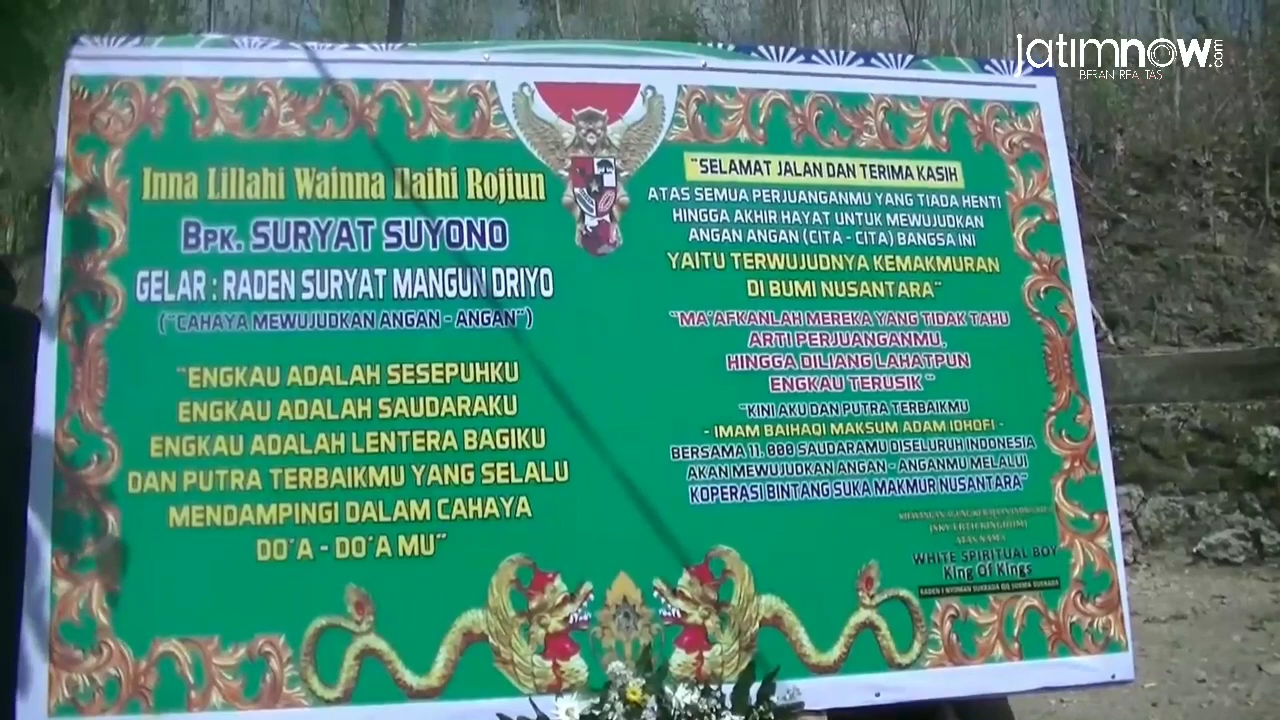 jatimnow.com
Inna Lillahi Wainna Ilaihi Rojiun
BPK. SURYAT SUYONO
GELAR : RADEN SURYAT MANGUN DRIYO
("CAHAYA MEWUJUDKAN ANGAN - ANGAN")
"ENGKAU ADALAH SESEPUHKU
ENGKAU ADALAH SAUDARAKU
ENGKAU ADALAH LENTERA BAGIKU
DAN PUTRA TERBAIKMU YANG SELALU
MENDAMPINGI DALAM CAHAYA
DO'A - DO'A MU"
"SELAMAT JALAN DAN TERIMA KASIH
ATAS SEMUA PERJUANGANMU YANG TIADA HENTI
HINGGA AKHIR HAYAT UNTUK MEWUJUDKAN
ANGAN ANGAN (CITA - CITA) BANGSA INI
YAITU TERWUJUDNYA KEMAKMURAN
DI BUMI NUSANTARA"
"MA'AFKANLAH MEREKA YANG TIDAK TAHU
ARTI PERJUANGANMU,
HINGGA DILIANG LAHATPUN
ENGKAU TERUSIK "
"KINI AKU DAN PUTRA TERBAIKMU
- IMAM BAIHAQI MAKSUM ADAM IDHOFI -
BERSAMA 11, 000 SAUDARAMU DISELURUH INDONESIA
AKAN MEWUJUDKAN ANGAN - ANGANMU MELALUI
KOPERASI BINTANG SUKA MAKMUR NUSANTARA"
ATAS NAMA
WHITE SPIRITUAL BOY
King Of Kings